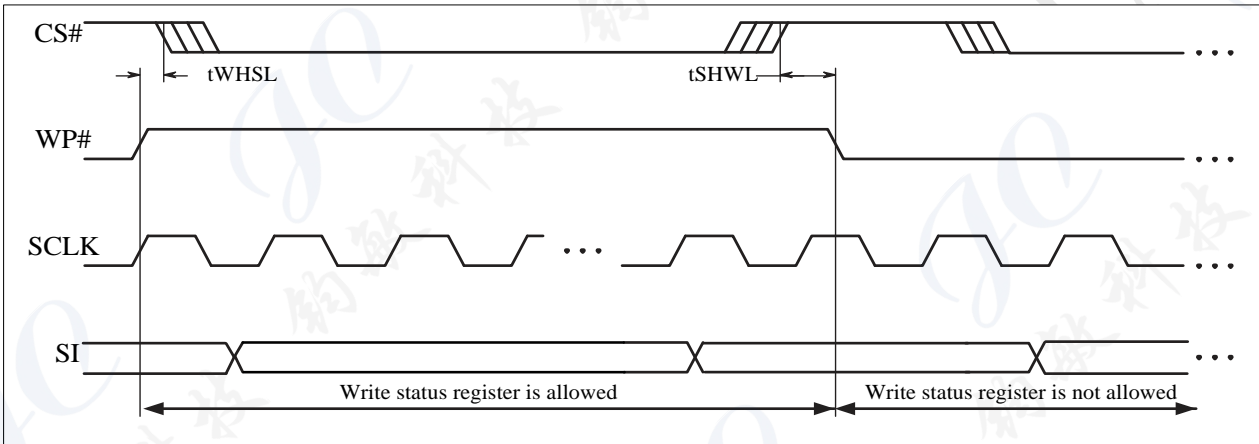 CS#
tWHSL
tSHWL
WP#
SCLK
SI
Write status register is allowed
Write status register is not allowed